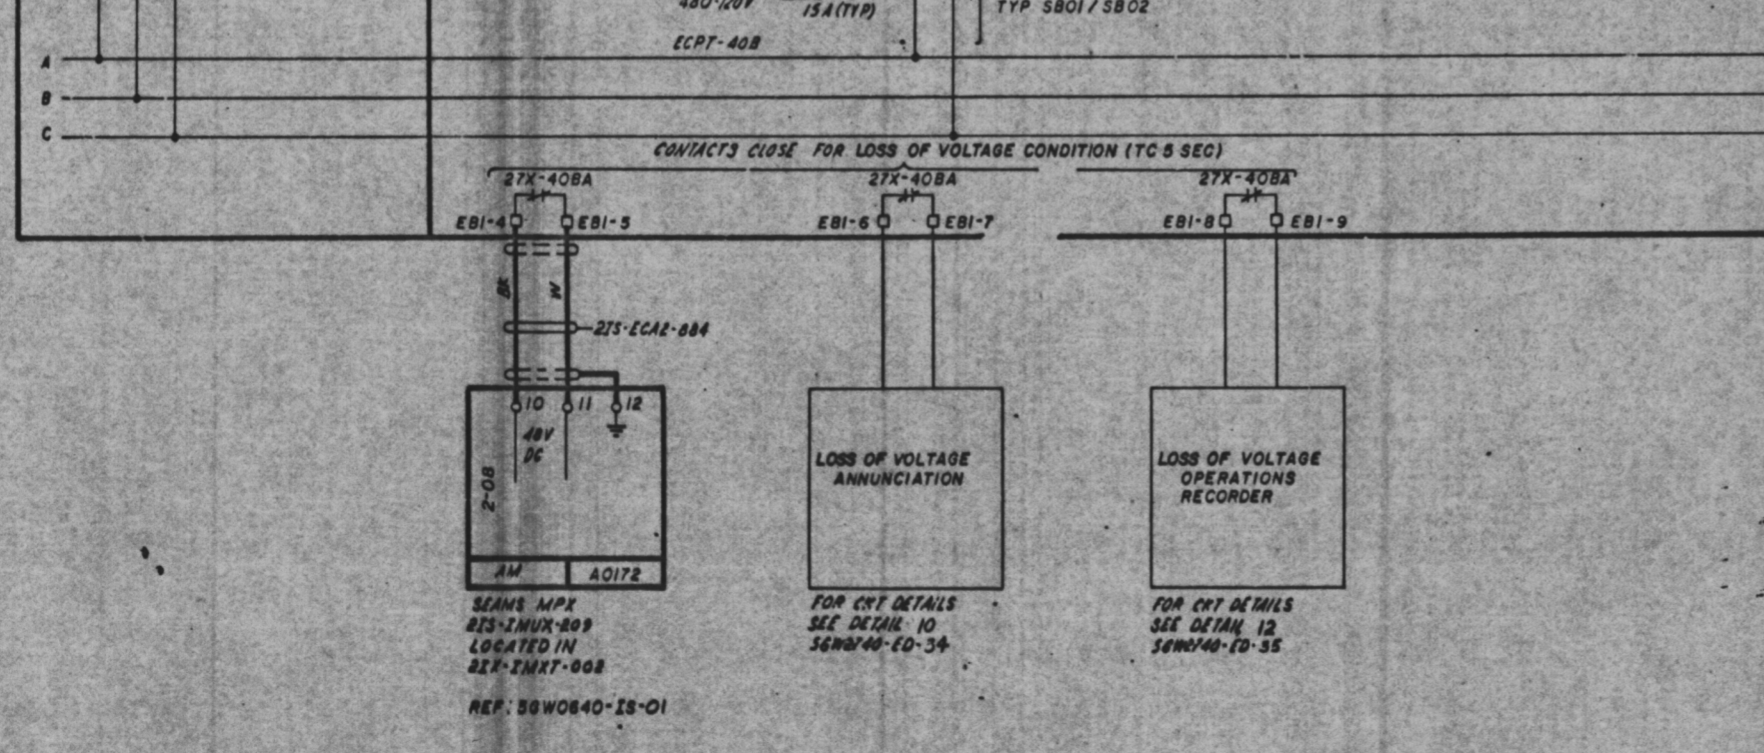 480-120V
15A(TYP)
TYP SB01/SB02
ECPT-40B
A
B
C
CONTACTS CLOSE FOR LOSS OF VOLTAGE CONDITION (TC 5 SEC)
27X-40BA
27X-40BA
27X-40BA
EB1-4
EB1-5
EB1-6
EB1-7
EB1-8
EB1-9
BK
W
2IS-ECA2-884
10
11
12
48V
DC
2-08
LOSS OF VOLTAGE
ANNUNCIATION
LOSS OF VOLTAGE
OPERATIONS
RECORDER
AM
A0172
SEAMS MPX
2IS-IMUX-209
LOCATED IN
2IX-IMXT-002
REF: 5GW0640-IS-01
FOR CKT DETAILS
SEE DETAIL 10
5GW0740-ED-34
FOR CKT DETAILS
SEE DETAIL 12
5GW0740-ED-35